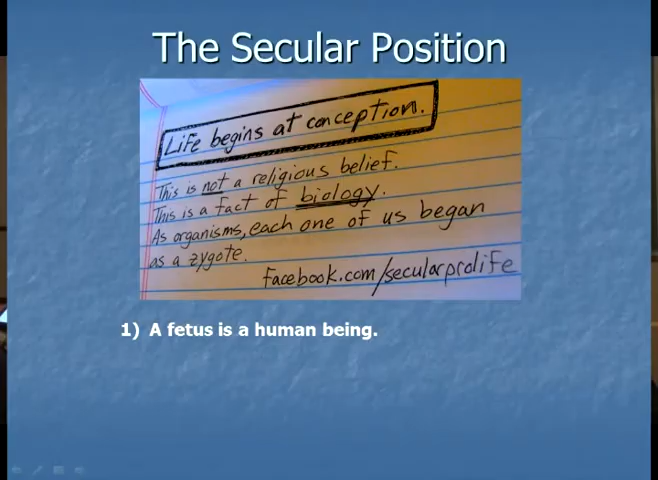 The Secular Position
Life begins at conception.
This is not a religious belief.
This is a fact of biology.
As organisms, each one of us began
as a zygote.
facebook.com/secularprolife
1) A fetus is a human being.